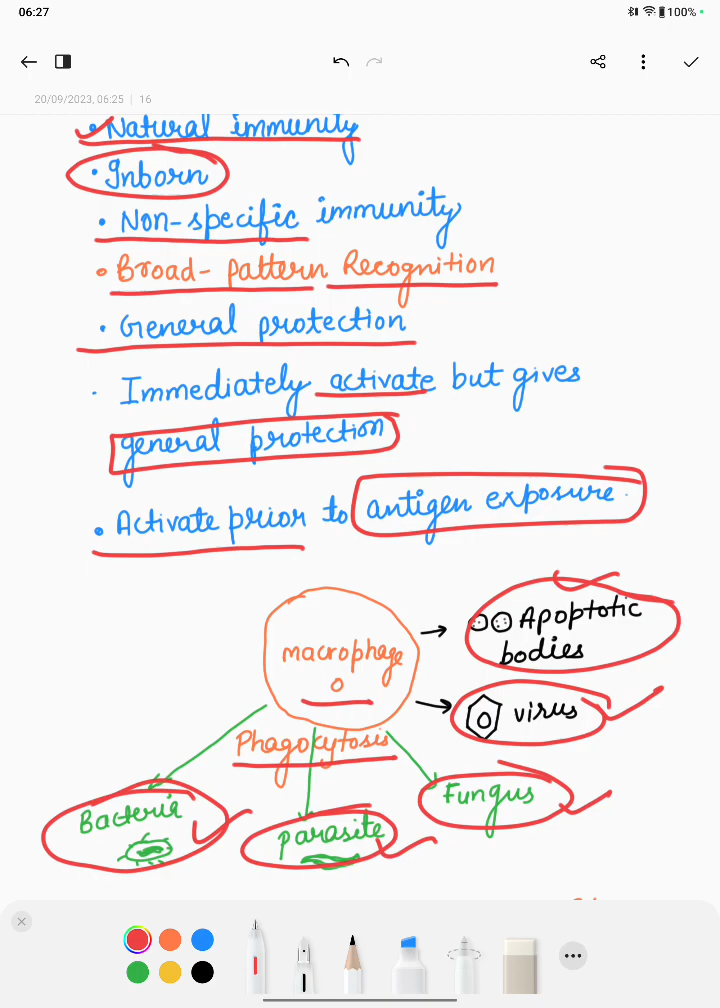 06:27
100%
20/09/2023, 06:25 | 16
• Natural immunity
• Inborn
• Non-specific immunity
• Broad-pattern Recognition
• General protection
· Immediately activate but gives
general protection
• Activate prior to antigen exposure.
macrophage
Apoptotic
bodies
virus
Phagocytosis
Bacteria
parasite
Fungus